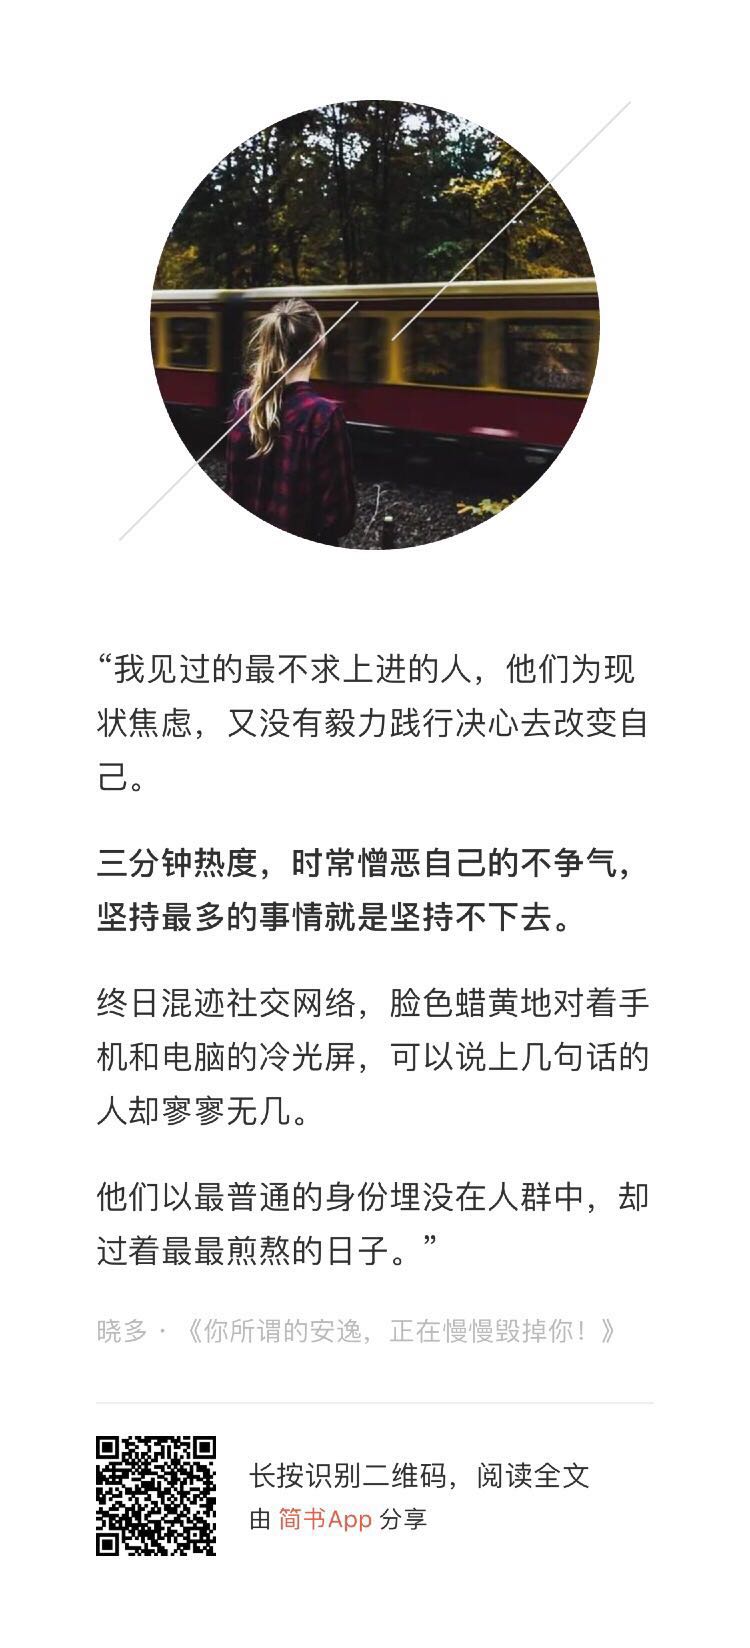 “我见过的最不求上进的人，他们为现
状焦虑，又没有毅力践行决心去改变自
己。
三分钟热度，时常憎恶自己的不争气，
坚持最多的事情就是坚持不下去。
终日混迹社交网络，脸色蜡黄地对着手
机和电脑的冷光屏，可以说上几句话的
人却寥寥无几。
他们以最普通的身份埋没在人群中，却
过着最最煎熬的日子。”
晓多 · 《你所谓的安逸，正在慢慢毁掉你！》
长按识别二维码，阅读全文
由 简书App 分享